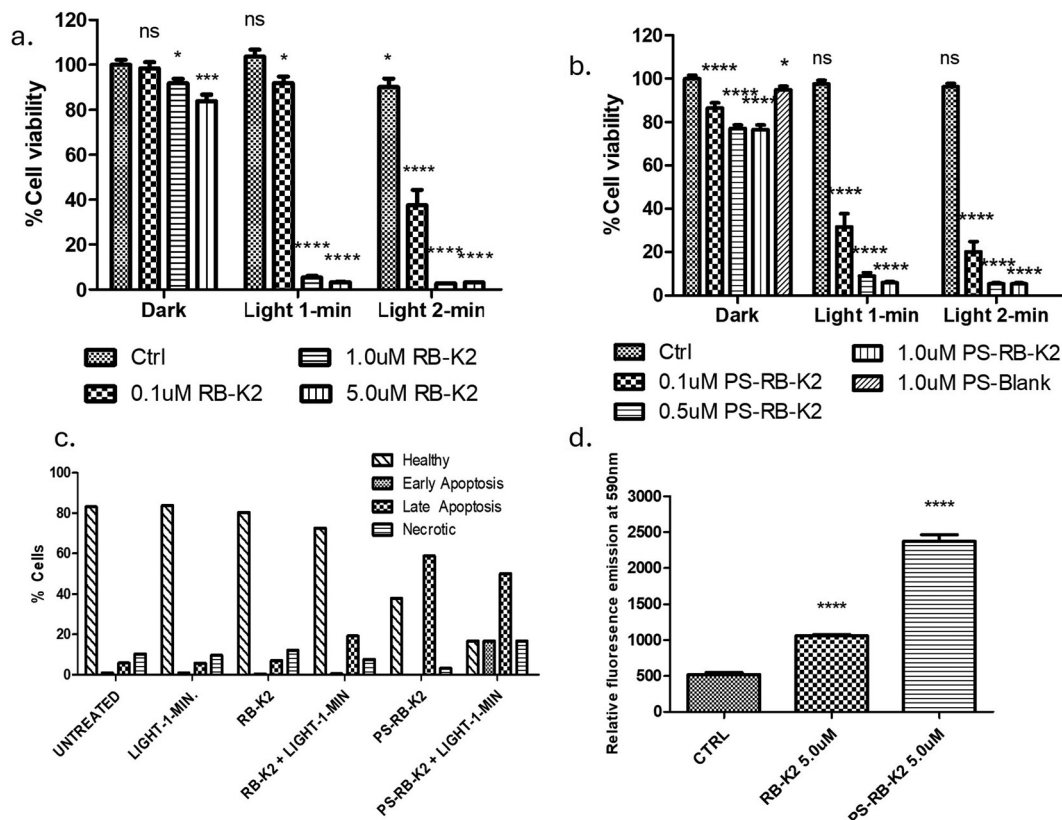 a.
%Cell viability
120
100
80
60
40
20
0
ns
*
***
ns
*
****
****
*
****
****
****
Dark
Light 1-min
Light 2-min
Ctrl
0.1uM RB-K2
1.0uM RB-K2
5.0uM RB-K2
b.
%Cell viability
120
100
80
60
40
20
0
****
****
****
*
ns
****
****
****
ns
****
****
****
Dark
Light 1-min
Light 2-min
Ctrl
0.1uM PS-RB-K2
0.5uM PS-RB-K2
1.0uM PS-RB-K2
1.0uM PS-Blank
c.
% Cells
100
80
60
40
20
0
Healthy
Early Apoptosis
Late Apoptosis
Necrotic
UNTREATED
LIGHT-1-MIN.
RB-K2
RB-K2 + LIGHT-1-MIN
PS-RB-K2
PS-RB-K2 + LIGHT-1-MIN
d.
Relative fluoresence emission at 590nm
3000
2500
2000
1500
1000
500
0
****
****
CTRL
RB-K2 5.0uM
PS-RB-K2 5.0uM